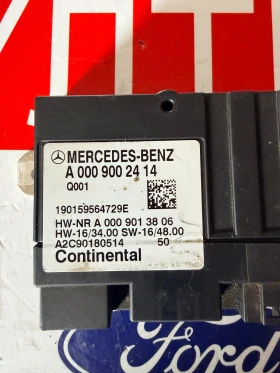 MERCEDES-BENZ
A 000 900 24 14
Q001
190159564729E
HW-NR A 000 901 38 06
HW-16/34.00 SW-16/48.00
A2C90180514 50
Continental
Ford